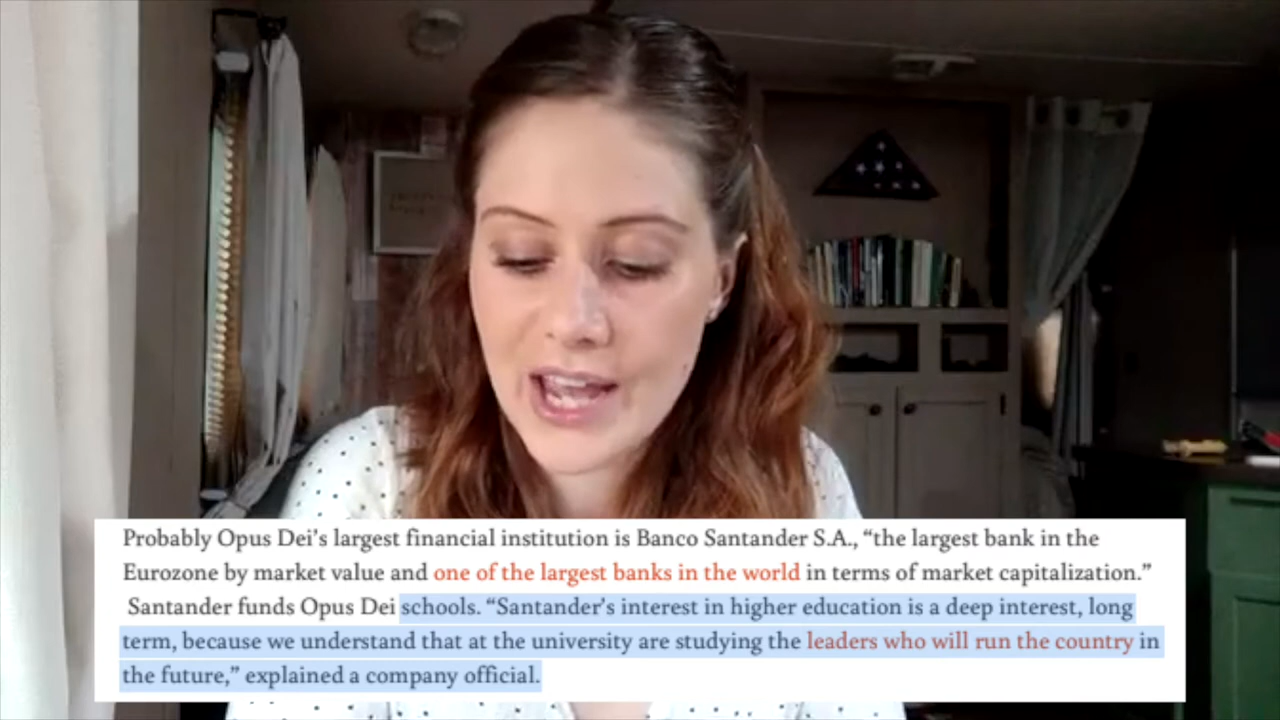 Probably Opus Dei’s largest financial institution is Banco Santander S.A., “the largest bank in the
Eurozone by market value and one of the largest banks in the world in terms of market capitalization.”
Santander funds Opus Dei schools. “Santander’s interest in higher education is a deep interest, long
term, because we understand that at the university are studying the leaders who will run the country in
the future,” explained a company official.